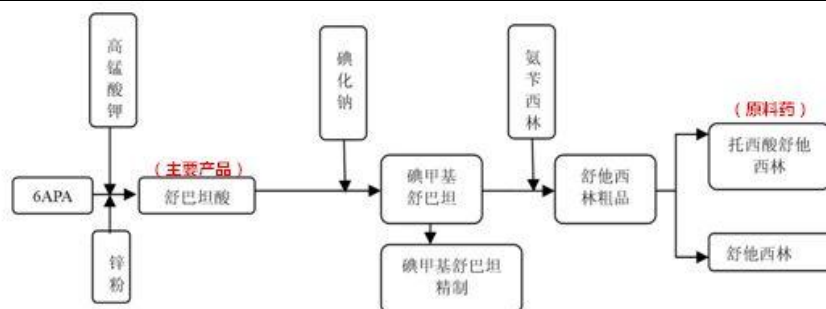 高
锰
酸
钾
碘
化
钠
氨
苄
西
林
（主要产品）
（原料药）
6APA
舒巴坦酸
碘甲基
舒巴坦
舒他西
林粗品
托西酸舒他
西林
锌
粉
碘甲基舒巴坦
精制
舒他西林